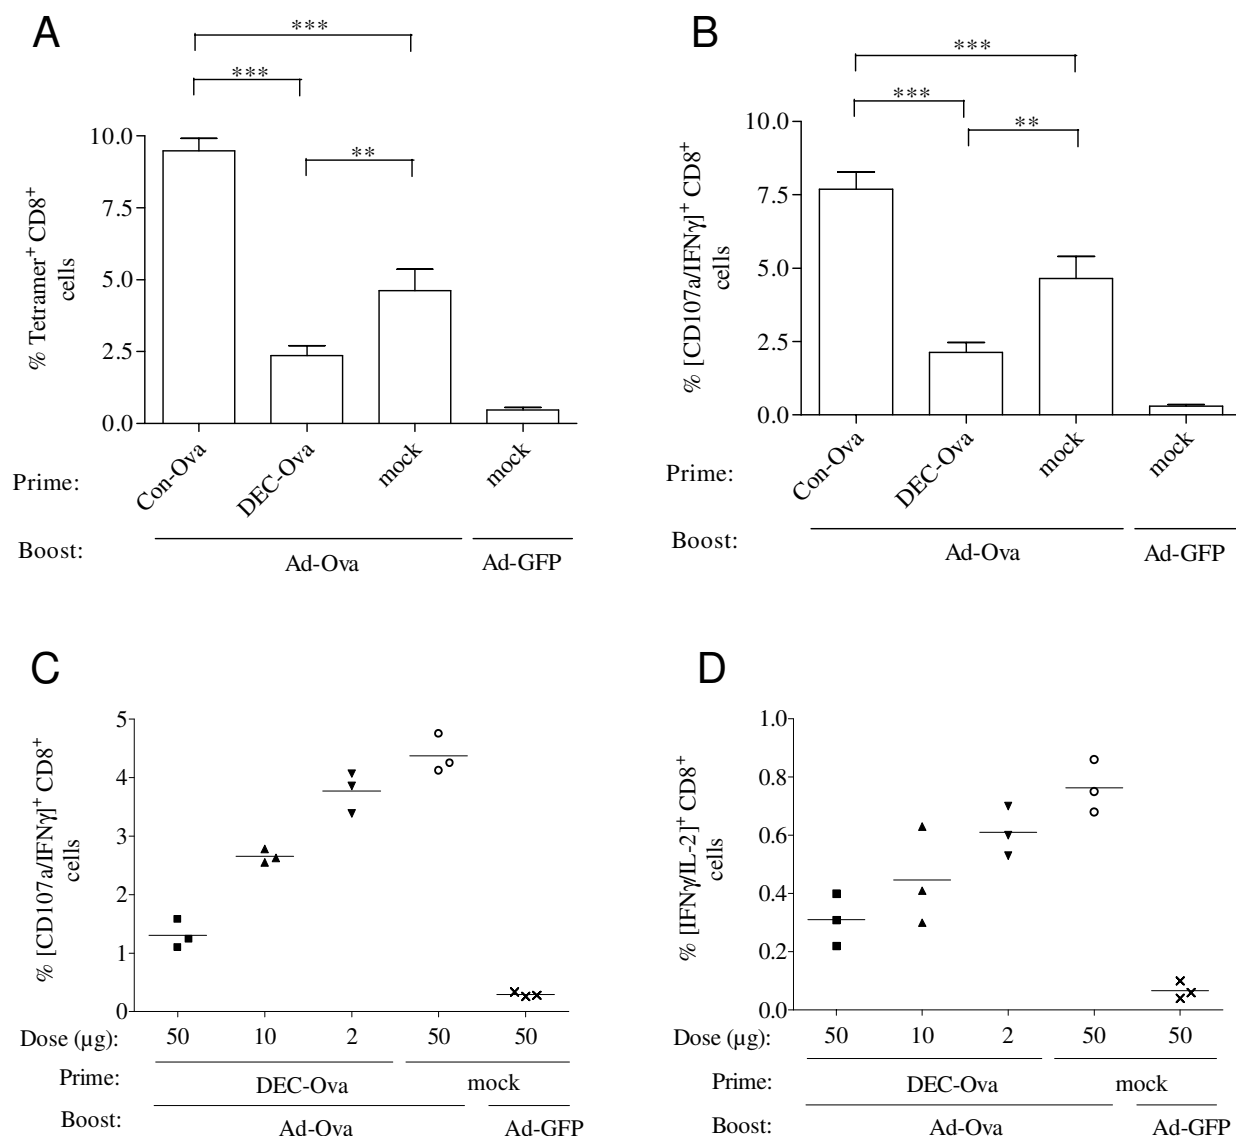 A
***
***
**
10.0
7.5
5.0
2.5
0.0
% Tetramer+ CD8+
cells
Prime:
Con-Ova
DEC-Ova
mock
mock
Boost:
Ad-Ova
Ad-GFP
B
***
***
**
10.0
7.5
5.0
2.5
0.0
% [CD107a/IFNγ]+ CD8+
cells
Prime:
Con-Ova
DEC-Ova
mock
mock
Boost:
Ad-Ova
Ad-GFP
C
5
4
3
2
1
0
% [CD107a/IFNγ]+ CD8+
cells
Dose (µg): 50 10 2 50 50
Prime: DEC-Ova mock
Boost: Ad-Ova Ad-GFP
D
1.0
0.8
0.6
0.4
0.2
0.0
% [IFNγ/IL-2]+ CD8+
cells
Dose (µg): 50 10 2 50 50
Prime: DEC-Ova mock
Boost: Ad-Ova Ad-GFP